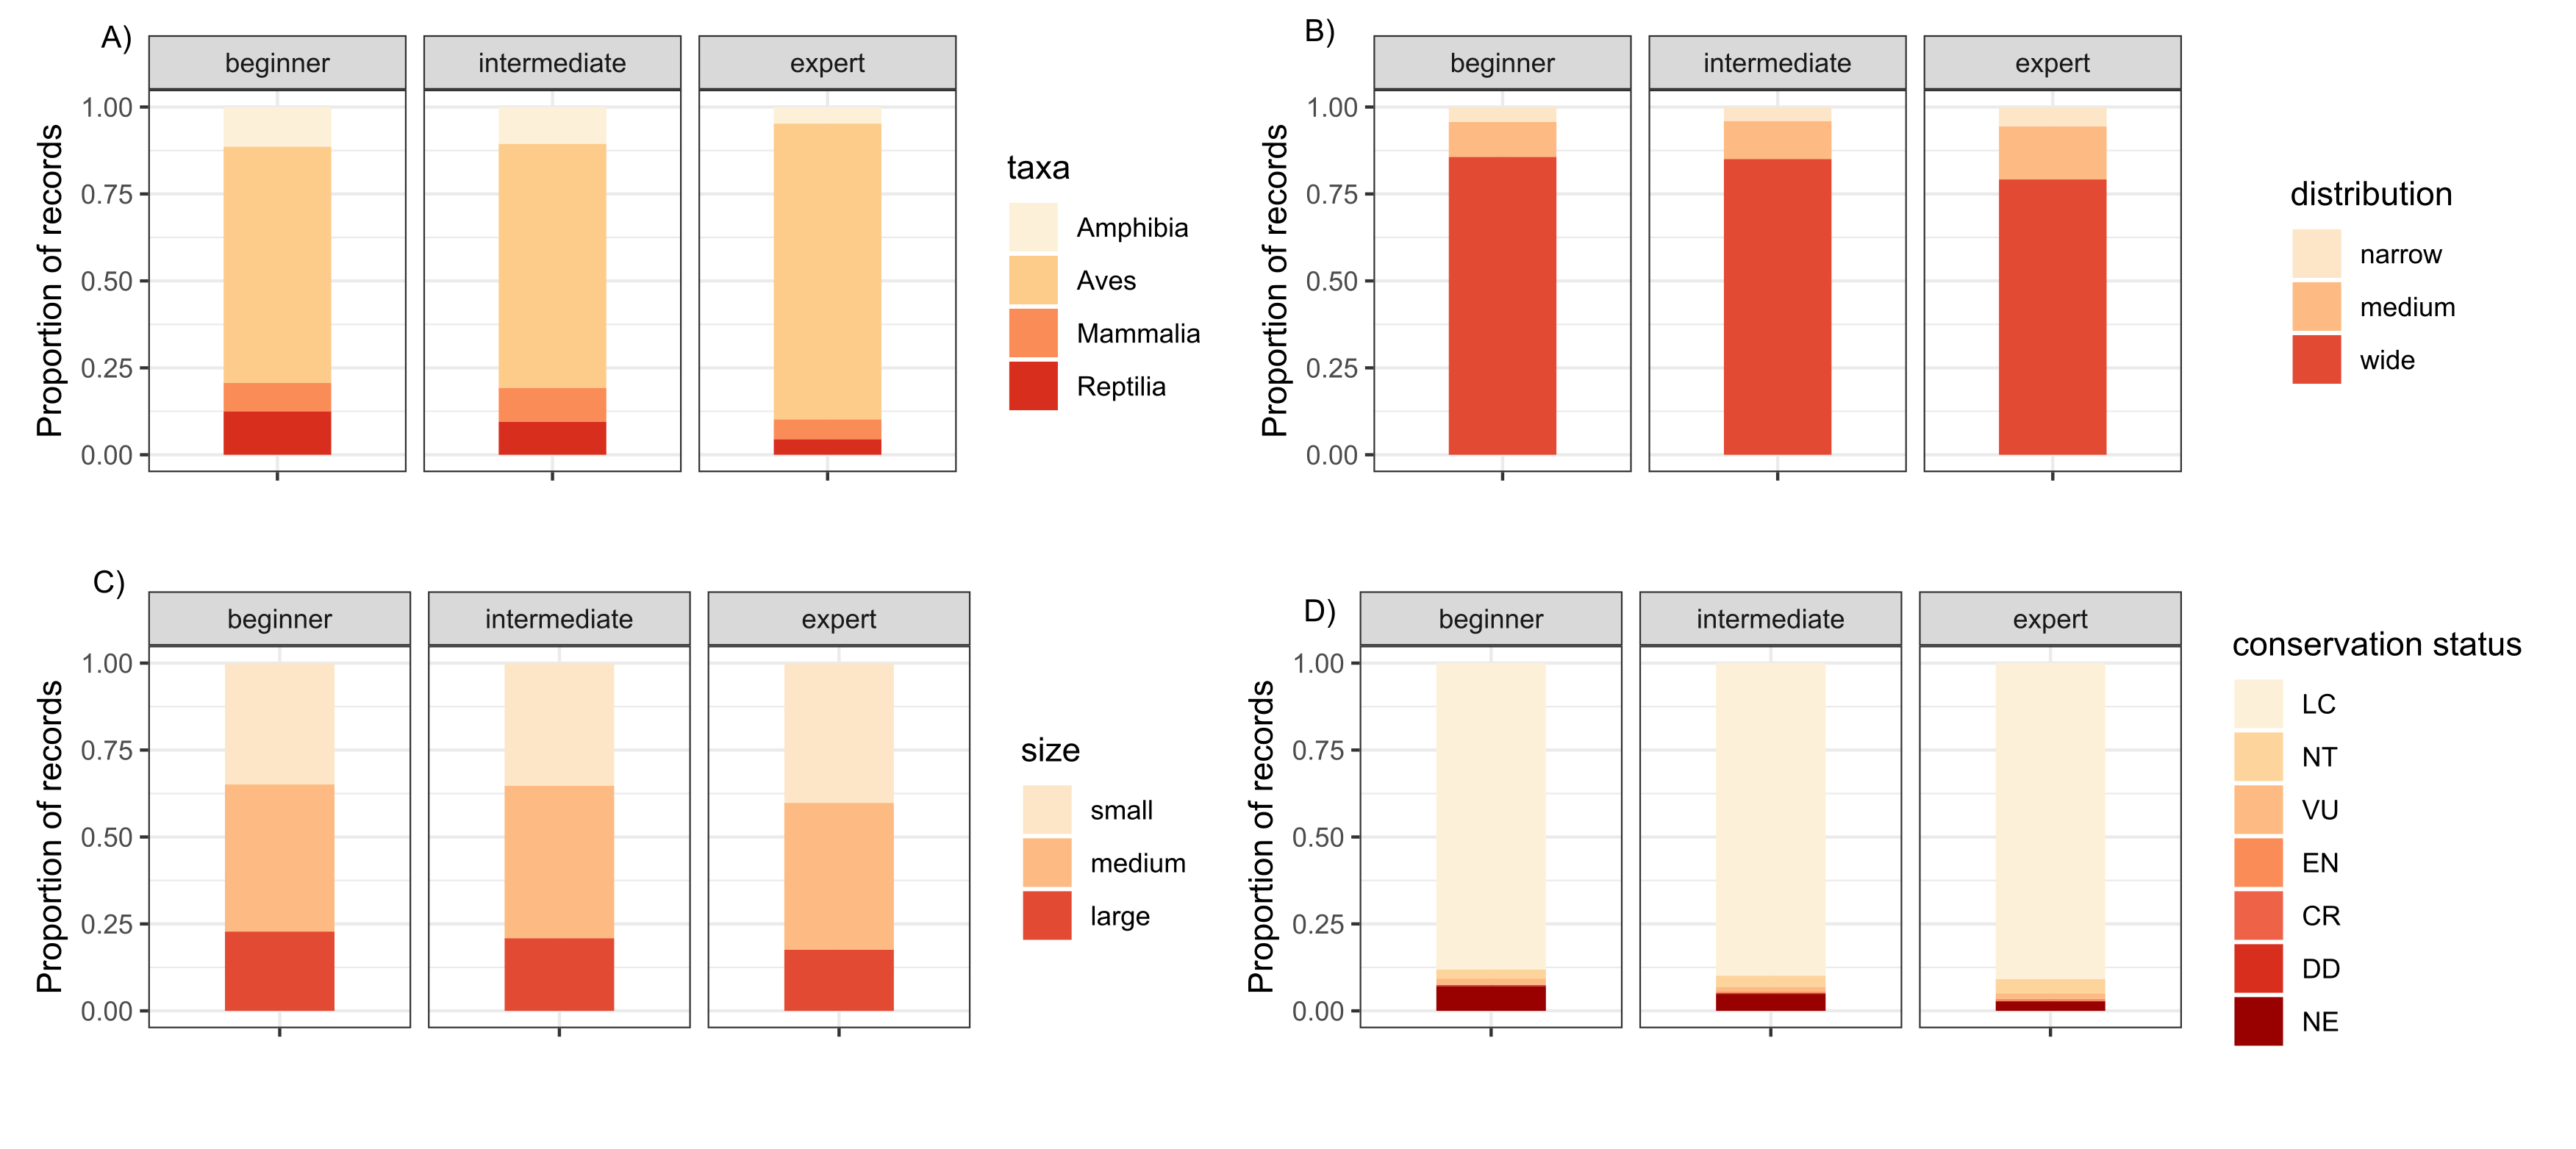 A)
beginner
intermediate
expert
Proportion of records
1.00
0.75
0.50
0.25
0.00
taxa
Amphibia
Aves
Mammalia
Reptilia
B)
beginner
intermediate
expert
Proportion of records
1.00
0.75
0.50
0.25
0.00
distribution
narrow
medium
wide
C)
beginner
intermediate
expert
Proportion of records
1.00
0.75
0.50
0.25
0.00
size
small
medium
large
D)
beginner
intermediate
expert
Proportion of records
1.00
0.75
0.50
0.25
0.00
conservation status
LC
NT
VU
EN
CR
DD
NE